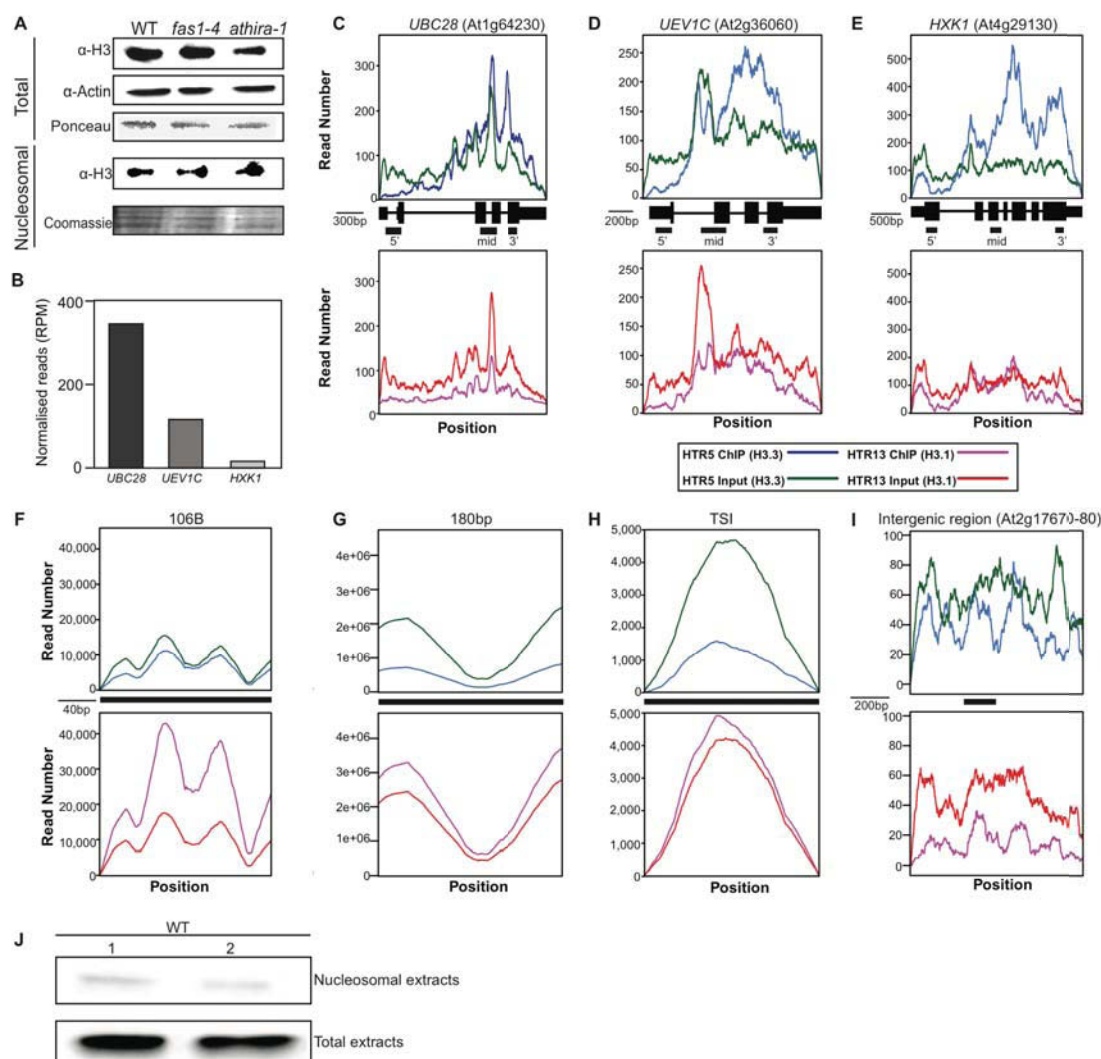 A
WT fas1-4 athira-1
Total
α-H3
α-Actin
Ponceau
Nucleosomal
α-H3
Coomassie
B
Normalised reads (RPM)
400
200
0
UBC28 UEV1C HXK1
C
UBC28 (At1g64230)
Read Number
300
200
100
0
300bp
5' mid 3'
Read Number
300
200
100
0
Position
D
UEV1C (At2g36060)
300
250
200
150
100
50
0
200bp
5' mid 3'
250
200
150
100
50
0
Position
E
HXK1 (At4g29130)
600
500
400
300
200
100
0
500bp
5' mid 3'
600
500
400
300
200
100
0
Position
HTR5 ChIP (H3.3) HTR13 ChIP (H3.1)
HTR5 Input (H3.3) HTR13 Input (H3.1)
F
106B
Read Number
40,000
30,000
20,000
10,000
0
40bp
Read Number
40,000
30,000
20,000
10,000
0
Position
G
180bp
4e+06
3e+06
2e+06
1e+06
0
4e+06
3e+06
2e+06
1e+06
0
Position
H
TSI
5,000
4,000
3,000
2,000
1,000
0
5,000
4,000
3,000
2,000
1,000
0
Position
I
Intergenic region (At2g17670-80)
100
80
60
40
20
0
200bp
100
80
60
40
20
0
Position
J
WT
1 2
Nucleosomal extracts
Total extracts